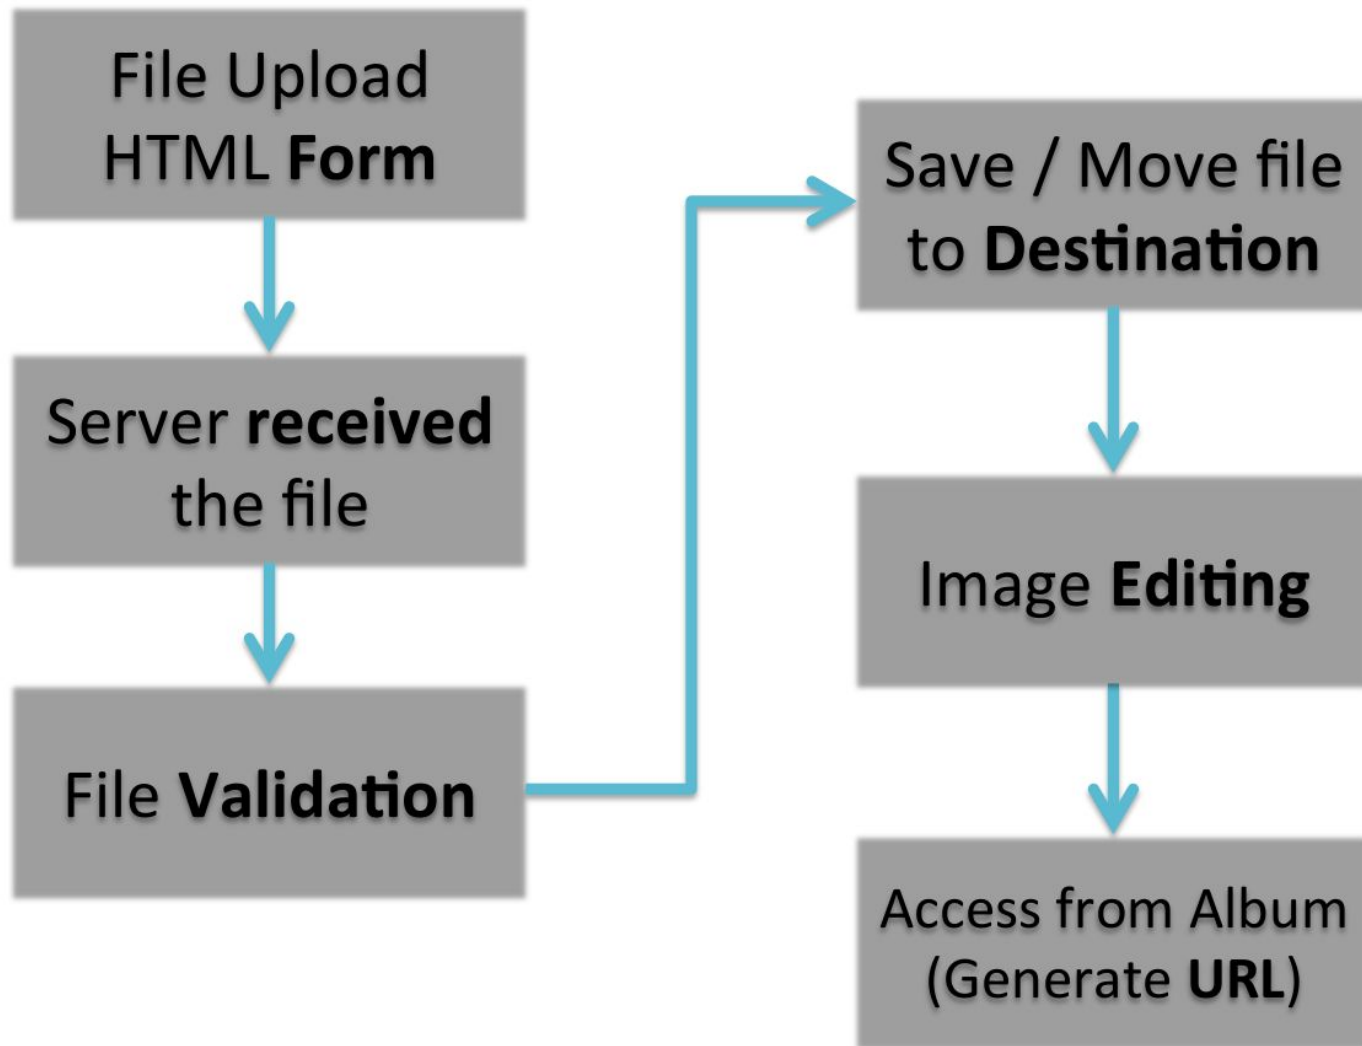 File Upload
HTML Form
Server received
the file
File Validation
Save / Move file
to Destination
Image Editing
Access from Album
(Generate URL)